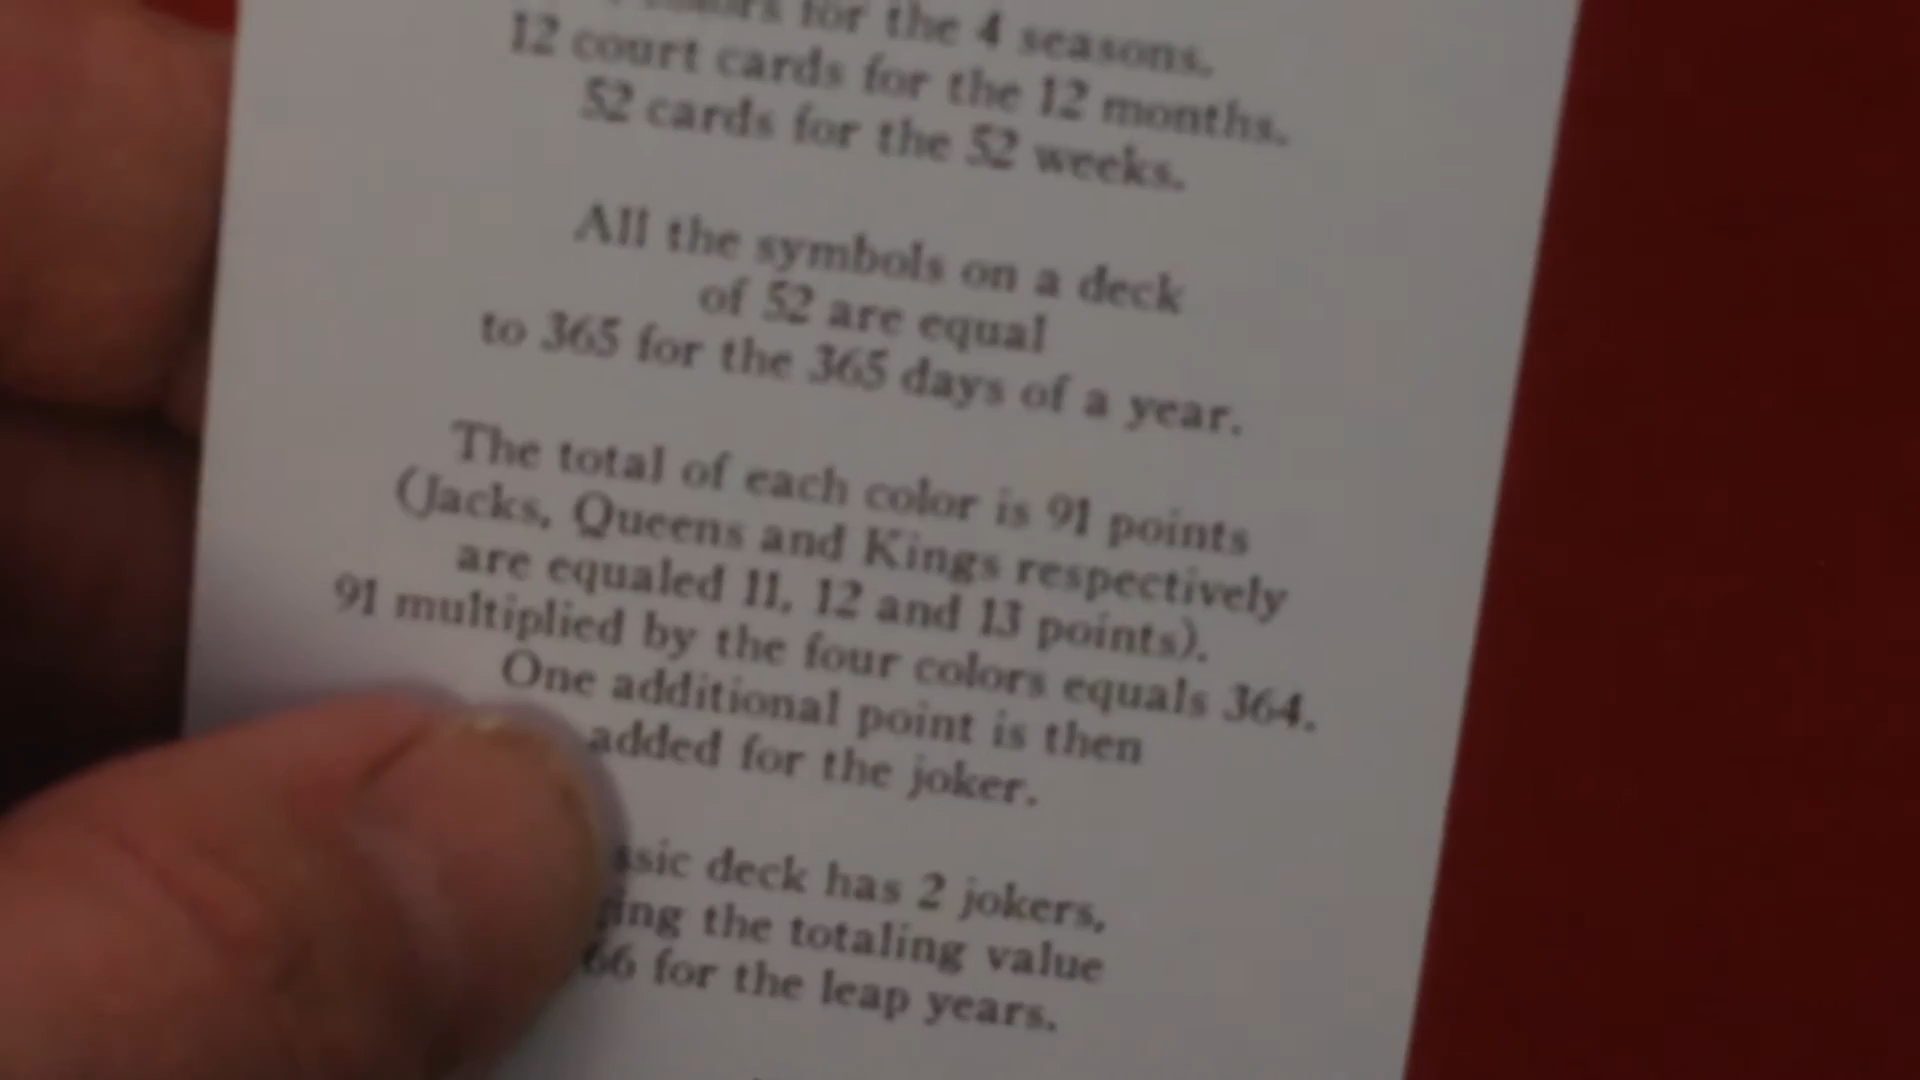 for the 4 seasons.
12 court cards for the 12 months.
52 cards for the 52 weeks.
All the symbols on a deck
of 52 are equal
to 365 for the 365 days of a year.
The total of each color is 91 points
(Jacks, Queens and Kings respectively
are equaled 11, 12 and 13 points).
91 multiplied by the four colors equals 364.
One additional point is then
added for the joker.
deck has 2 jokers,
the totaling value
for the leap years.